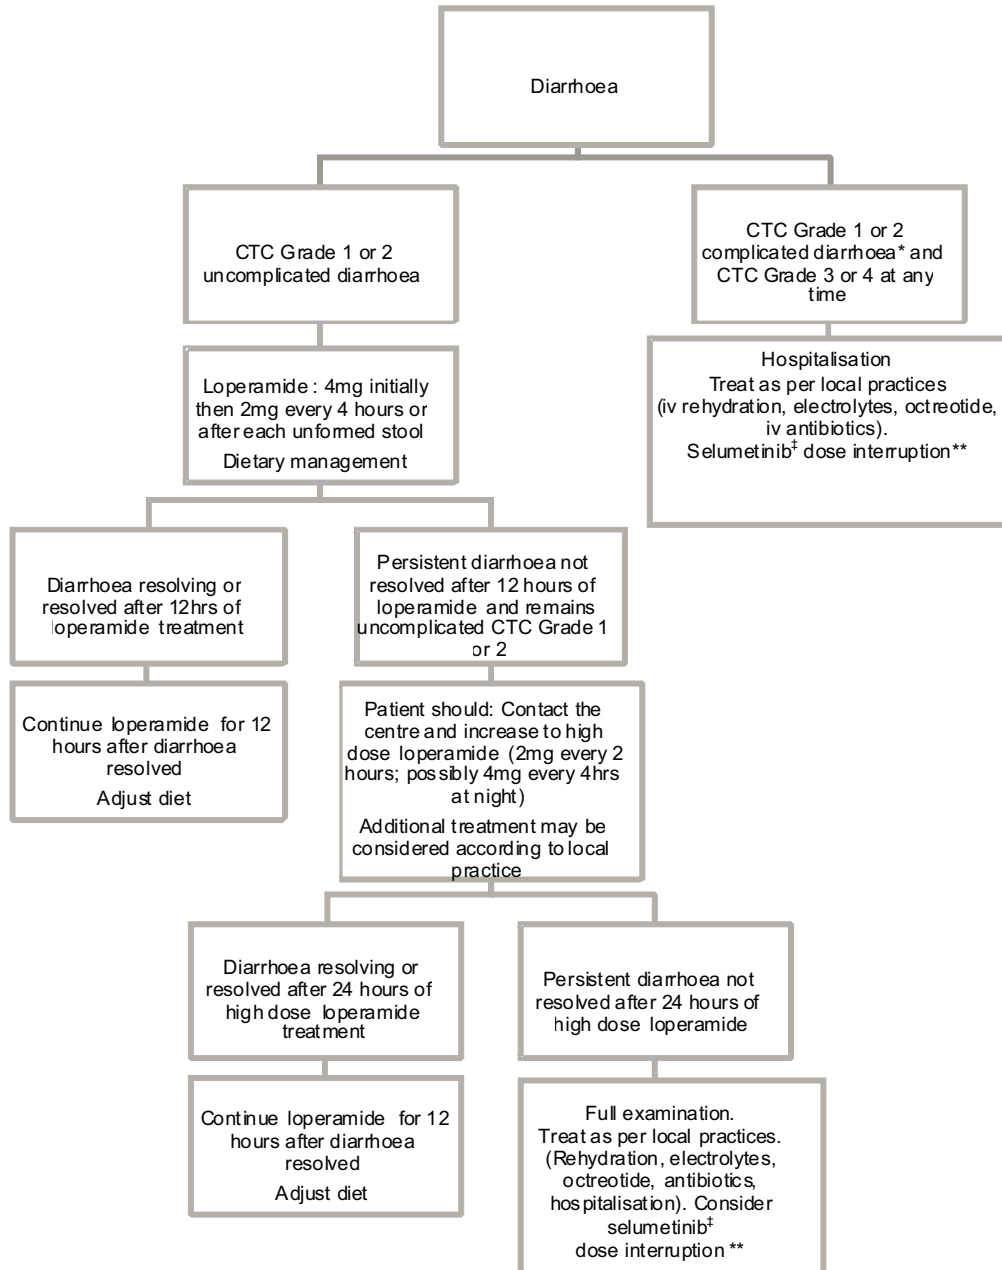 Diarrhoea
CTC Grade 1 or 2
uncomplicated diarrhoea
CTC Grade 1 or 2
complicated diarrhoea* and
CTC Grade 3 or 4 at any
time
Loperamide : 4mg initially
then 2mg every 4 hours or
after each unformed stool
Dietary management
Hospitalisation
Treat as per local practices
(iv rehydration, electrolytes, octreotide,
iv antibiotics).
Selumetinib‡ dose interruption**
Diarrhoea resolving or
resolved after 12hrs of
loperamide treatment
Persistent diarrhoea not
resolved after 12 hours of
loperamide and remains
uncomplicated CTC Grade 1
or 2
Continue loperamide for 12
hours after diarrhoea
resolved
Adjust diet
Patient should: Contact the
centre and increase to high
dose loperamide (2mg every 2
hours; possibly 4mg every 4hrs
at night)
Additional treatment may be
considered according to local
practice
Diarrhoea resolving or
resolved after 24 hours of
high dose loperamide
treatment
Persistent diarrhoea not
resolved after 24 hours of
high dose loperamide
Continue loperamide for 12
hours after diarrhoea
resolved
Adjust diet
Full examination.
Treat as per local practices.
(Rehydration, electrolytes,
octreotide, antibiotics,
hospitalisation). Consider
selumetinib‡
dose interruption **